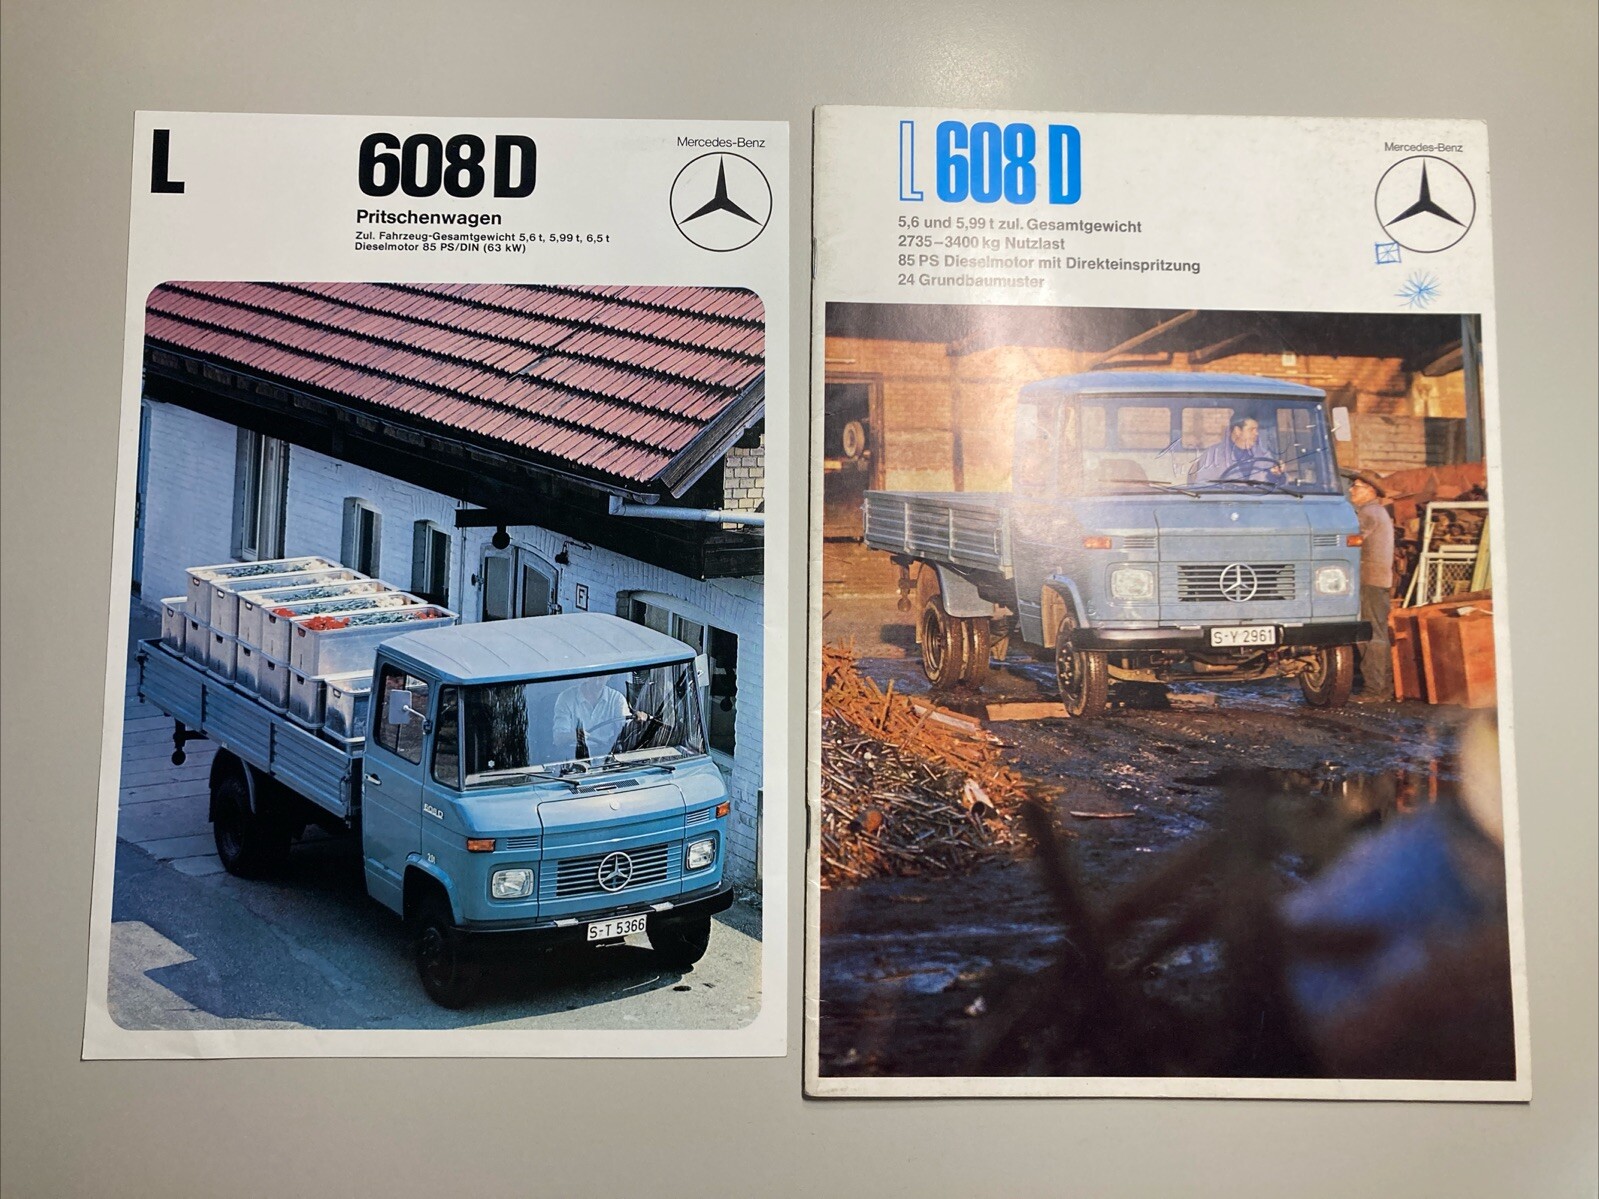 L 608 D
Mercedes-Benz
Pritschenwagen
Zul. Fahrzeug-Gesamtgewicht 5,6 t, 5,99 t, 6,5 t
Dieselmotor 85 PS/DIN (63 kW)
F
608 D
S-T 5366
L 608 D
Mercedes-Benz
5,6 und 5,99 t zul. Gesamtgewicht
2735–3400 kg Nutzlast
85 PS Dieselmotor mit Direkteinspritzung
24 Grundbaumuster
S-Y 2961